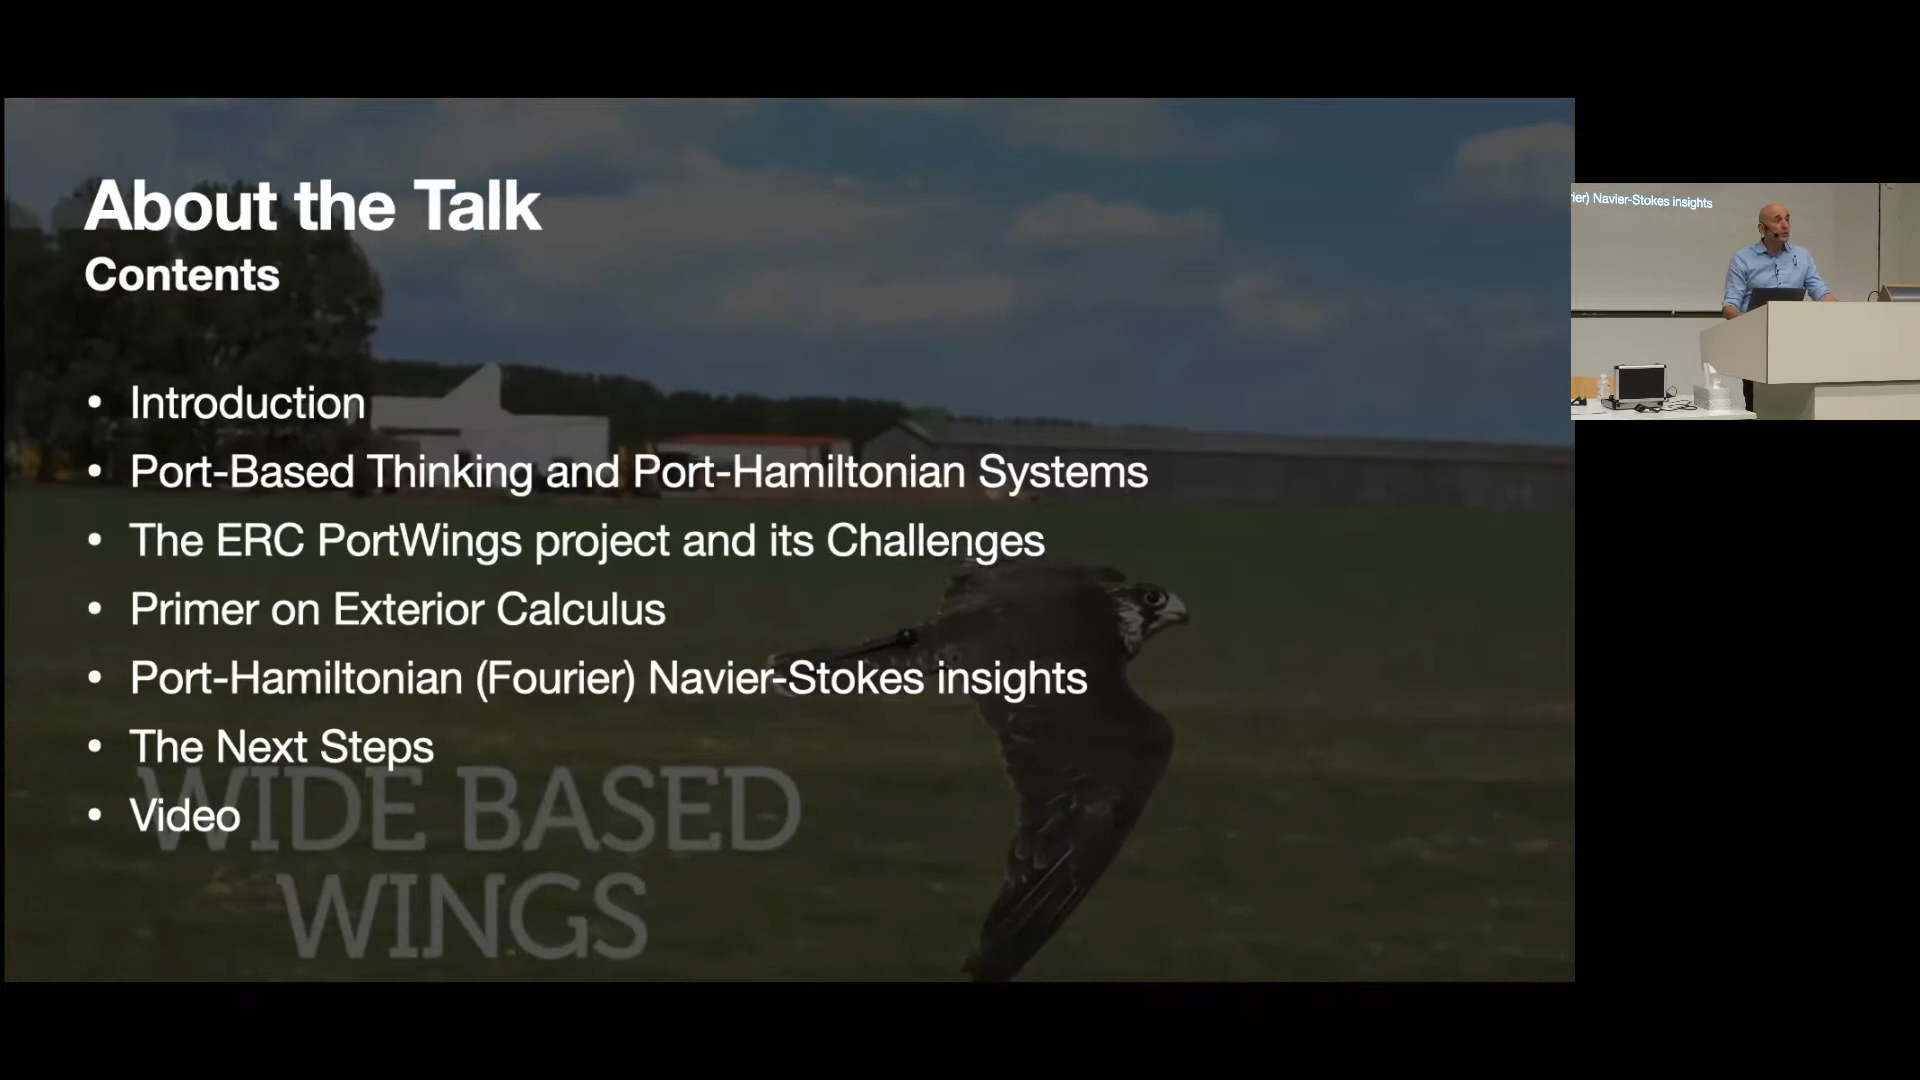 About the Talk
Contents
• Introduction
• Port-Based Thinking and Port-Hamiltonian Systems
• The ERC PortWings project and its Challenges
• Primer on Exterior Calculus
• Port-Hamiltonian (Fourier) Navier-Stokes insights
• The Next Steps
• Video
WIDE BASED
WINGS
rier) Navier-Stokes insights